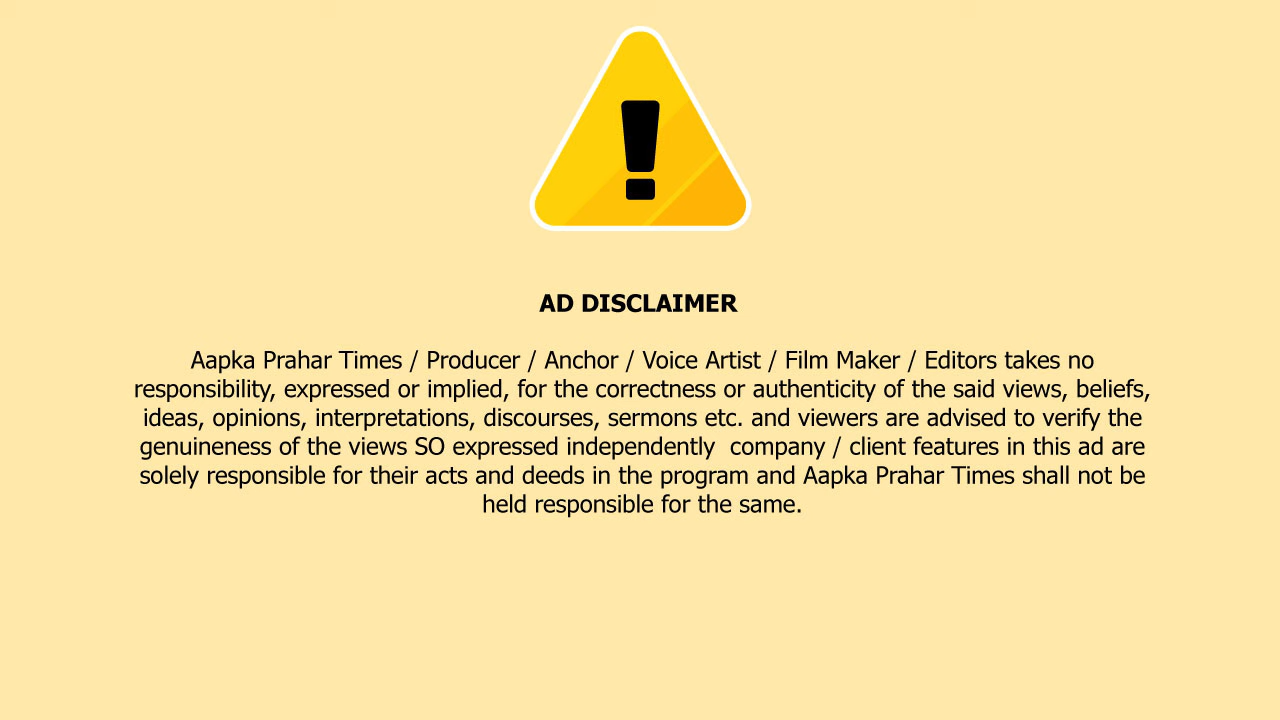 AD DISCLAIMER
Aapka Prahar Times / Producer / Anchor / Voice Artist / Film Maker / Editors takes no
responsibility, expressed or implied, for the correctness or authenticity of the said views, beliefs,
ideas, opinions, interpretations, discourses, sermons etc. and viewers are advised to verify the
genuineness of the views SO expressed independently  company / client features in this ad are
solely responsible for their acts and deeds in the program and Aapka Prahar Times shall not be
held responsible for the same.